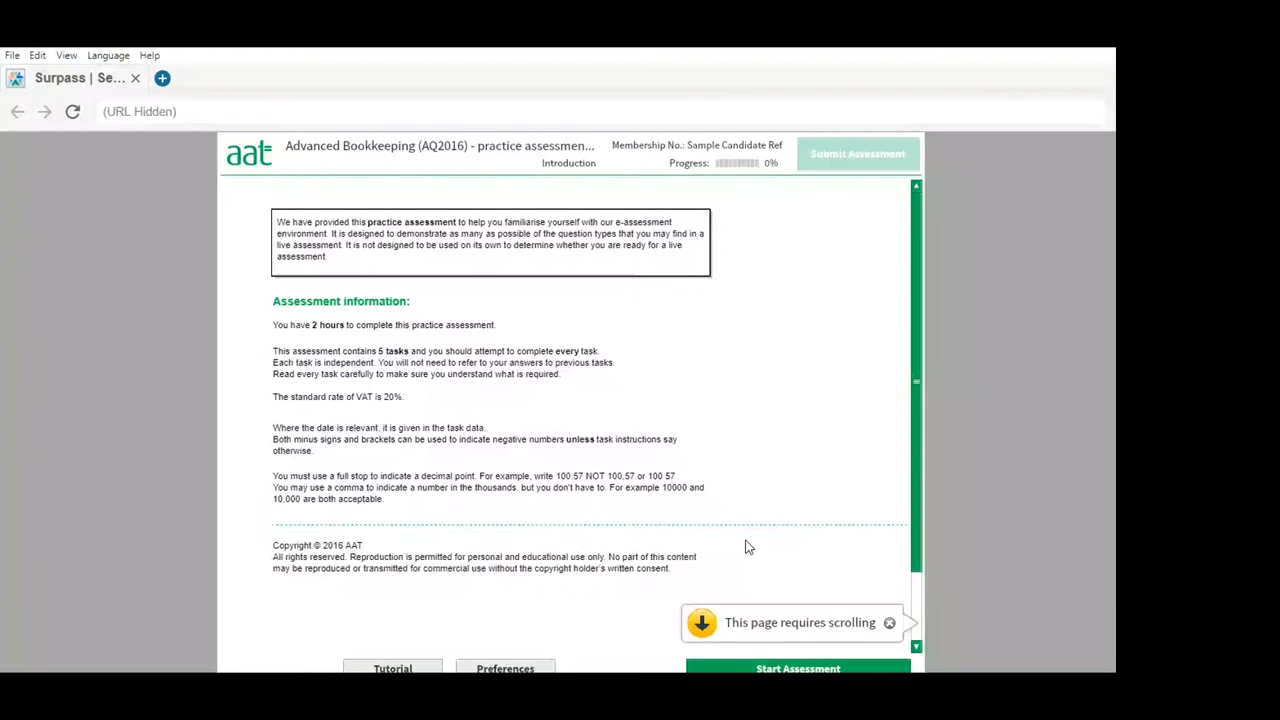 File Edit View Language Help
Surpass | Se...
(URL Hidden)
aat
Advanced Bookkeeping (AQ2016) - practice assessmen...
Introduction
Membership No.: Sample Candidate Ref
Progress: 0%
Submit Assessment
We have provided this practice assessment to help you familiarise yourself with our e-assessment
environment. It is designed to demonstrate as many as possible of the question types that you may find in a
live assessment. It is not designed to be used on its own to determine whether you are ready for a live
assessment.
Assessment information:
You have 2 hours to complete this practice assessment.
This assessment contains 5 tasks and you should attempt to complete every task.
Each task is independent. You will not need to refer to your answers to previous tasks.
Read every task carefully to make sure you understand what is required.
The standard rate of VAT is 20%.
Where the date is relevant, it is given in the task data.
Both minus signs and brackets can be used to indicate negative numbers unless task instructions say
otherwise.
You must use a full stop to indicate a decimal point. For example, write 100.57 NOT 100,57 or 100 57
You may use a comma to indicate a number in the thousands, but you don't have to. For example 10000 and
10,000 are both acceptable.
Copyright © 2016 AAT
All rights reserved. Reproduction is permitted for personal and educational use only. No part of this content
may be reproduced or transmitted for commercial use without the copyright holder's written consent.
This page requires scrolling
Tutorial
Preferences
Start Assessment